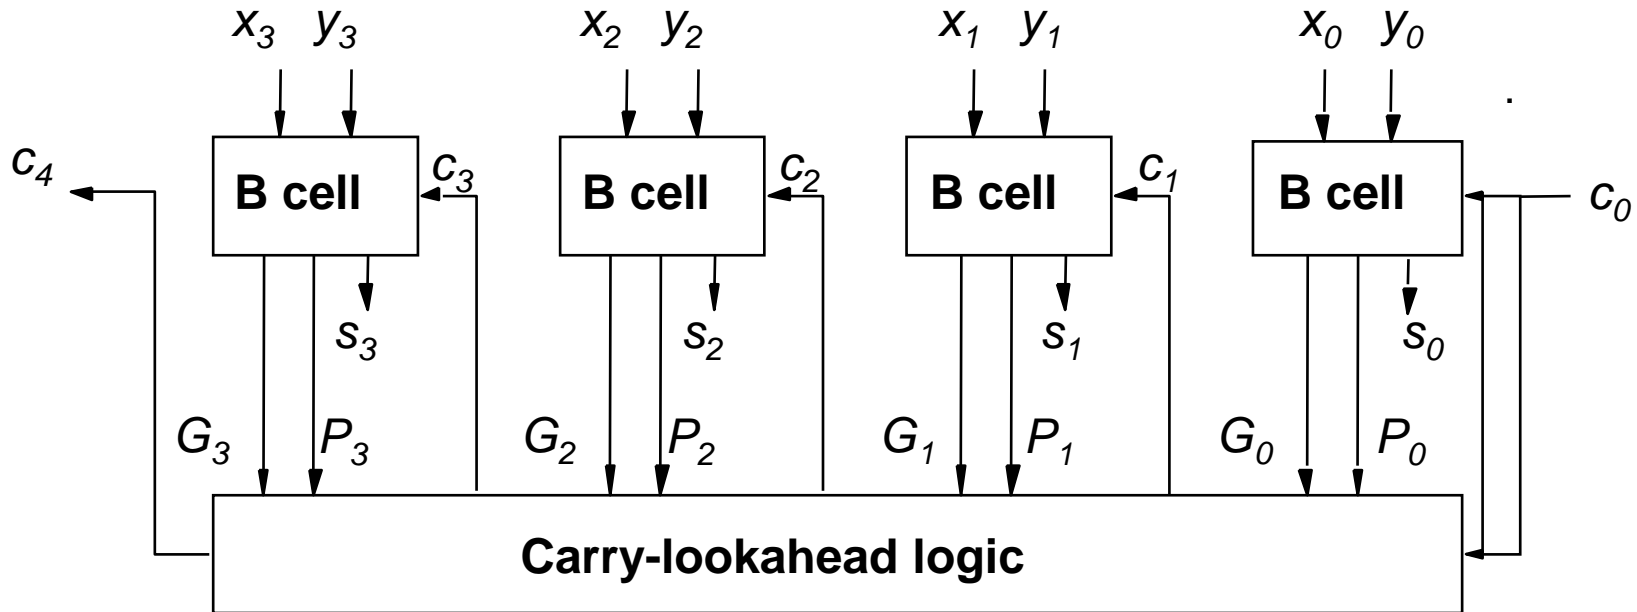 x3 y3 x2 y2 x1 y1 x0 y0
.
c4 B cell c3 B cell c2 B cell c1 B cell c0
s3 s2 s1 s0
G3 P3 G2 P2 G1 P1 G0 P0
Carry-lookahead logic